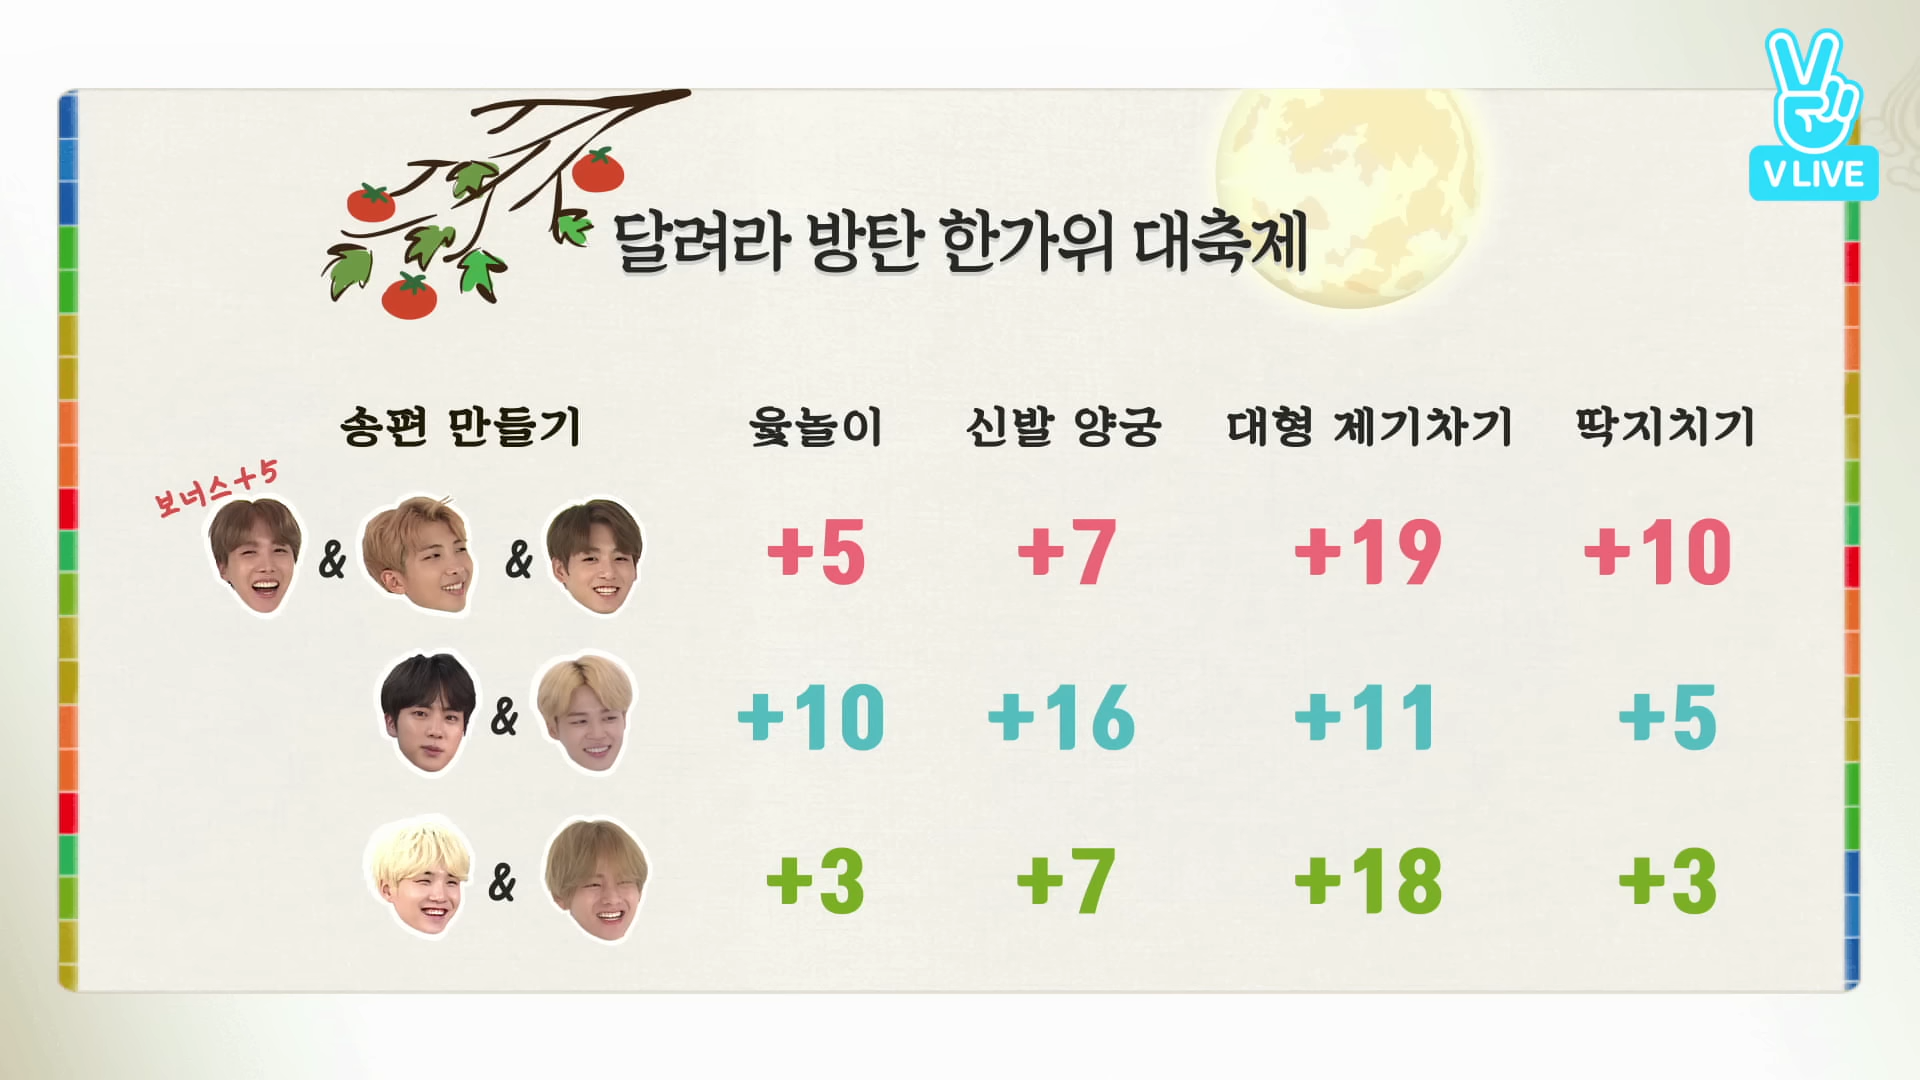 V LIVE
달려라 방탄 한가위 대축제
송편 만들기 윷놀이 신발 양궁 대형 제기차기 딱지치기
보너스+5
& & +5 +7 +19 +10
& +10 +16 +11 +5
& +3 +7 +18 +3